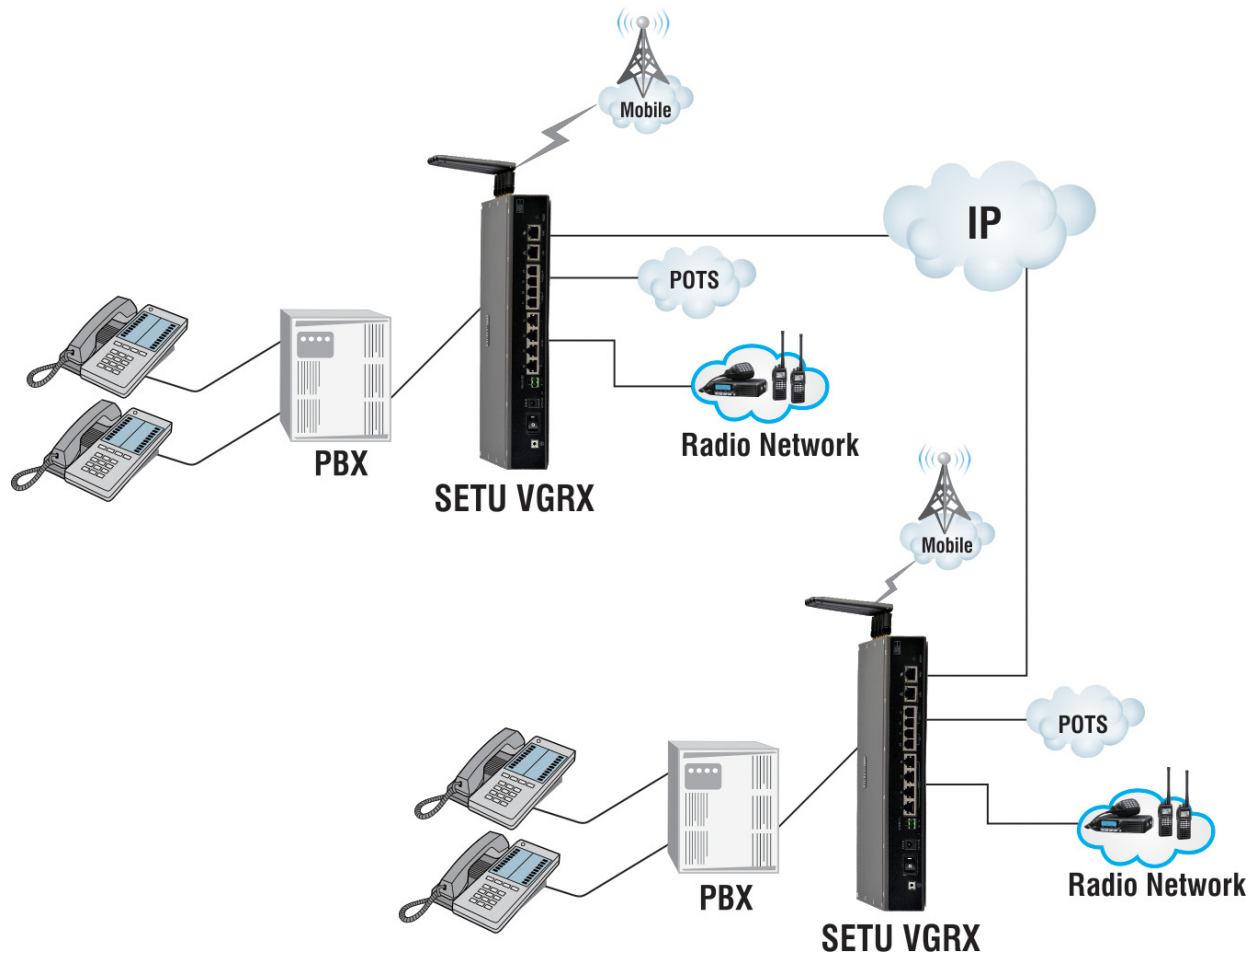 Mobile
IP
POTS
Radio Network
PBX
SETU VGRX
Mobile
POTS
Radio Network
PBX
SETU VGRX